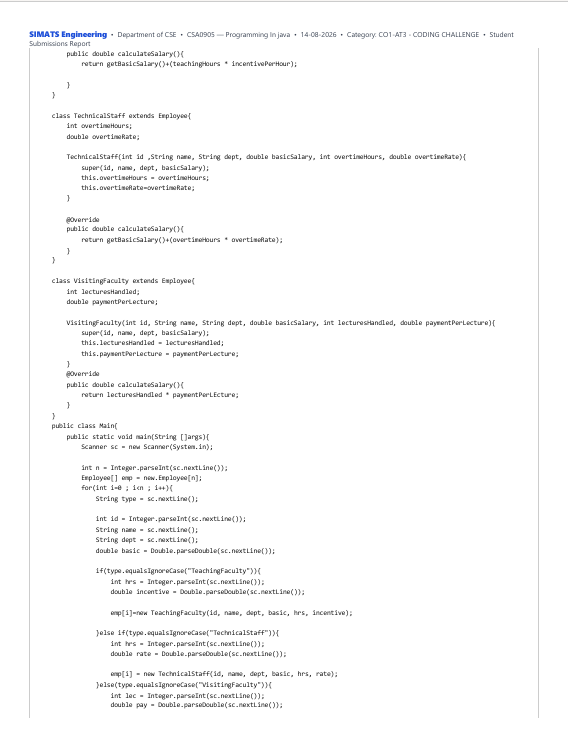 SIMATS Engineering • Department of CSE • CSA0905 — Programming In java • 14-08-2026 • Category: CO1-AT3 - CODING CHALLENGE • Student
Submissions Report
public double calculateSalary(){
return getBasicSalary()+(teachingHours * incentivePerHour);
}
}
class TechnicalStaff extends Employee{
int overtimeHours;
double overtimeRate;
TechnicalStaff(int id ,String name, String dept, double basicSalary, int overtimeHours, double overtimeRate){
super(id, name, dept, basicSalary);
this.overtimeHours = overtimeHours;
this.overtimeRate=overtimeRate;
}
@Override
public double calculateSalary(){
return getBasicSalary()+(overtimeHours * overtimeRate);
}
}
class VisitingFaculty extends Employee{
int lecturesHandled;
double paymentPerLecture;
VisitingFaculty(int id, String name, String dept, double basicSalary, int lecturesHandled, double paymentPerLecture){
super(id, name, dept, basicSalary);
this.lecturesHandled = lecturesHandled;
this.paymentPerLecture = paymentPerLecture;
}
@Override
public double calculateSalary(){
return lecturesHandled * paymentPerLEcture;
}
}
public class Main{
public static void main(String []args){
Scanner sc = new Scanner(System.in);
int n = Integer.parseInt(sc.nextLine());
Employee[] emp = new.Employee[n];
for(int i=0 ; i<n ; i++){
String type = sc.nextLine();
int id = Integer.parseInt(sc.nextLine());
String name = sc.nextLine();
String dept = sc.nextLine();
double basic = Double.parseDouble(sc.nextLine());
if(type.equalsIgnoreCase("TeachingFaculty")){
int hrs = Integer.parseInt(sc.nextLine());
double incentive = Double.parseDouble(sc.nextLine());
emp[i]=new TeachingFaculty(id, name, dept, basic, hrs, incentive);
}else if(type.equalsIgnoreCase("TechnicalStaff")){
int hrs = Integer.parseInt(sc.nextLine());
double rate = Double.parseDouble(sc.nextLine());
emp[i] = new TechnicalStaff(id, name, dept, basic, hrs, rate);
}else(type.equalsIgnoreCase("VisitingFaculty")){
int lec = Integer.parseInt(sc.nextLine());
double pay = Double.parseDouble(sc.nextLine());